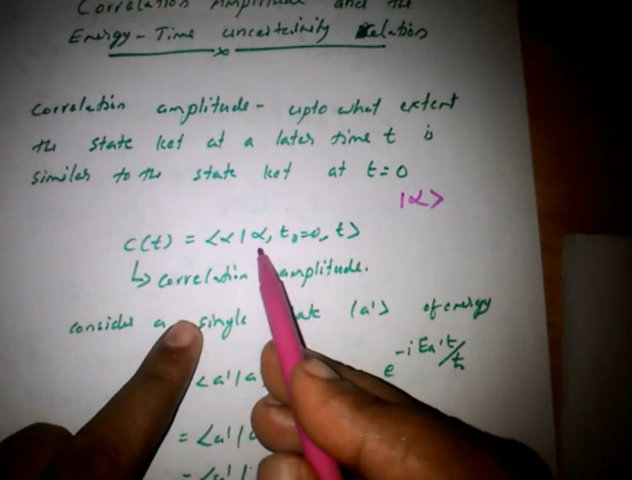 Correlation Amplitude and the
Energy-Time uncertainity Relation
Correlation amplitude - upto what extent
the state ket at a later time t is
similar to the state ket at t=0
|α>
C(t) = <α|α, t₀=0, t>
↳ correlation amplitude.
consider a single |a'> of energy
<a'|a e^{-iEa't/ħ}
= <a'|